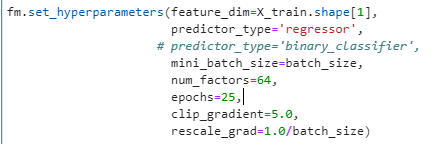 fm.set_hyperparameters(feature_dim=X_train.shape[1],
predictor_type='regressor',
# predictor_type='binary_classifier',
mini_batch_size=batch_size,
num_factors=64,
epochs=25,
clip_gradient=5.0,
rescale_grad=1.0/batch_size)